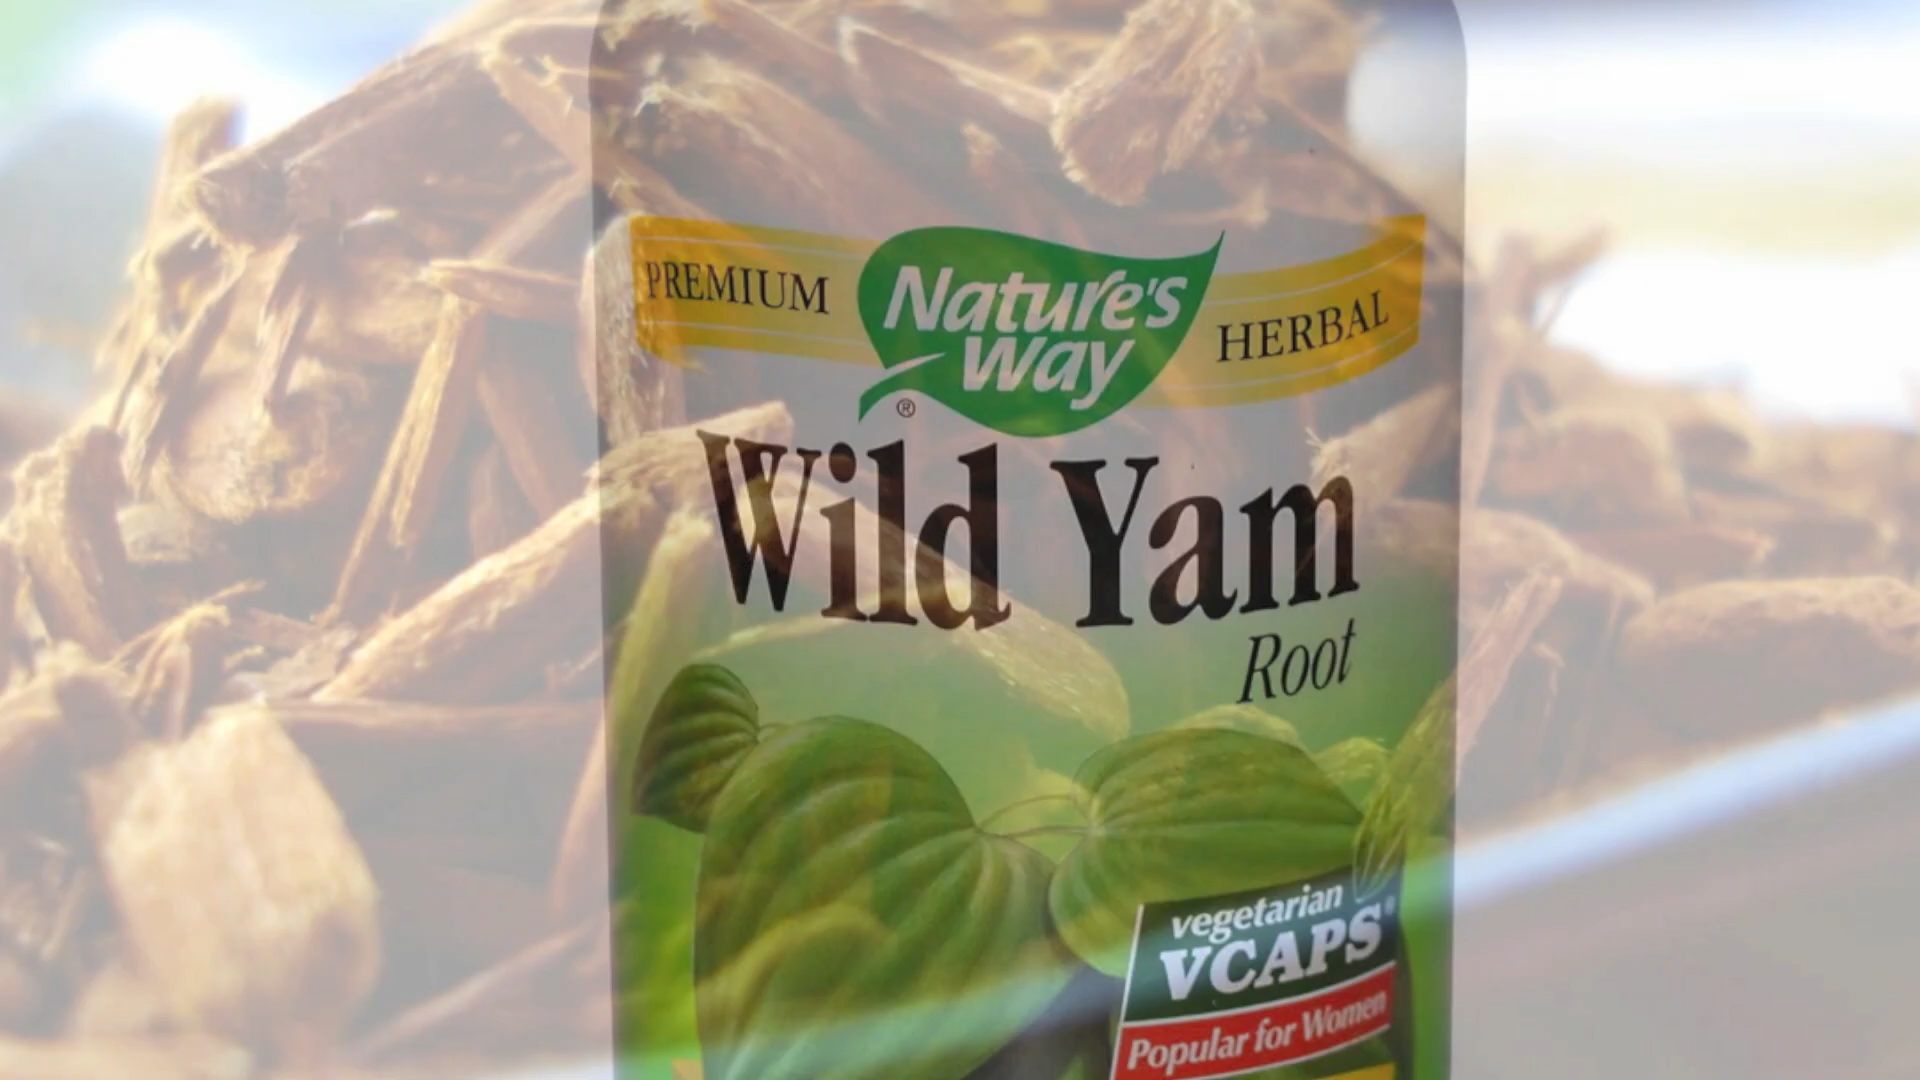 PREMIUM
Nature's
way
®
HERBAL
Wild Yam
Root
vegetarian
VCAPS®
Popular for Women